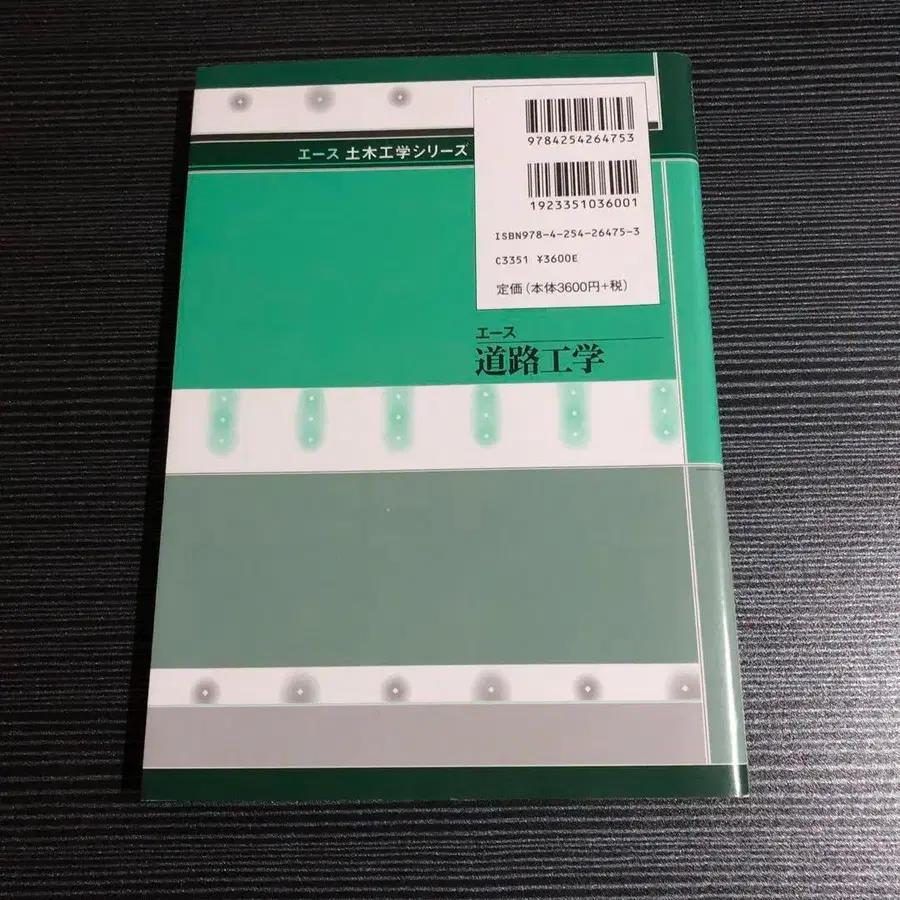 9784254264753
エース 土木工学シリーズ
1923351036001
ISBN978-4-254-26475-3
C3351 ¥3600E
定価(本体3600円+税)
エース
道路工学